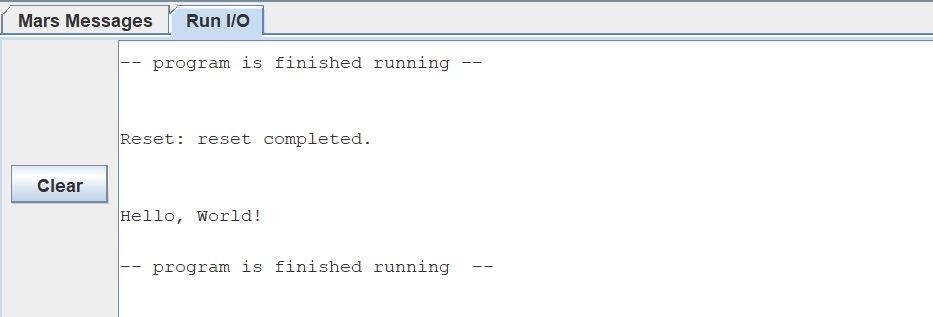 Mars Messages Run I/O
-- program is finished running --
Reset: reset completed.
Clear
Hello, World!
-- program is finished running  --